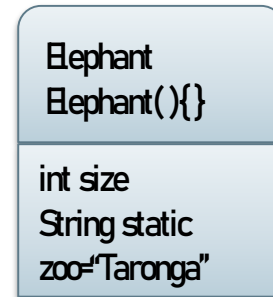 Elephant
Elephant(){}
int size
String static
zoo=“Taronga”